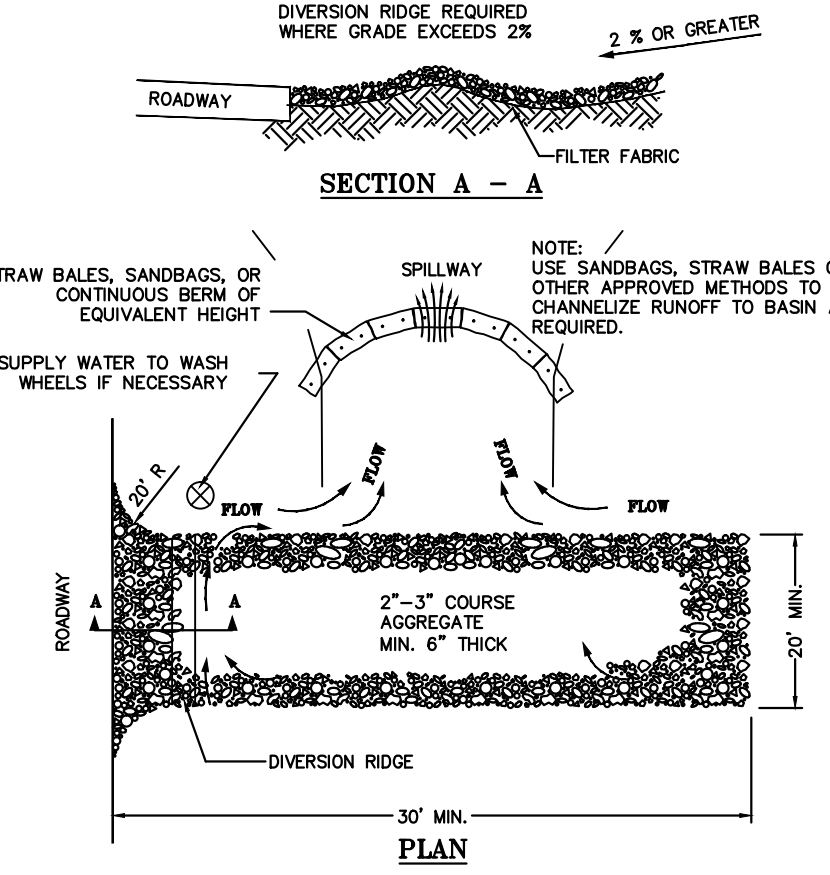 DIVERSION RIDGE REQUIRED
WHERE GRADE EXCEEDS 2%
2 % OR GREATER
ROADWAY
FILTER FABRIC
SECTION A - A
STRAW BALES, SANDBAGS, OR
CONTINUOUS BERM OF
EQUIVALENT HEIGHT
SPILLWAY
NOTE:
USE SANDBAGS, STRAW BALES
OTHER APPROVED METHODS TO
CHANNELIZE RUNOFF TO BASIN
REQUIRED.
SUPPLY WATER TO WASH
WHEELS IF NECESSARY
20' R
FLOW
FLOW
FLOW
FLOW
ROADWAY
A
A
2"-3" COURSE
AGGREGATE
MIN. 6" THICK
20' MIN.
DIVERSION RIDGE
30' MIN.
PLAN